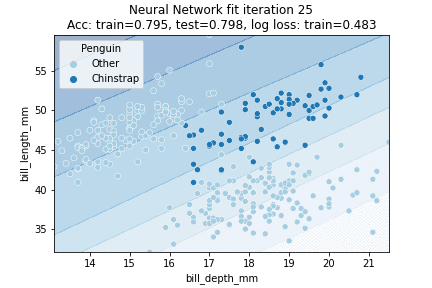 Neural Network fit iteration 25
Acc: train=0.795, test=0.798, log loss: train=0.483
Penguin
Other
Chinstrap
bill_length_mm
55
50
45
40
35
14 15 16 17 18 19 20 21
bill_depth_mm